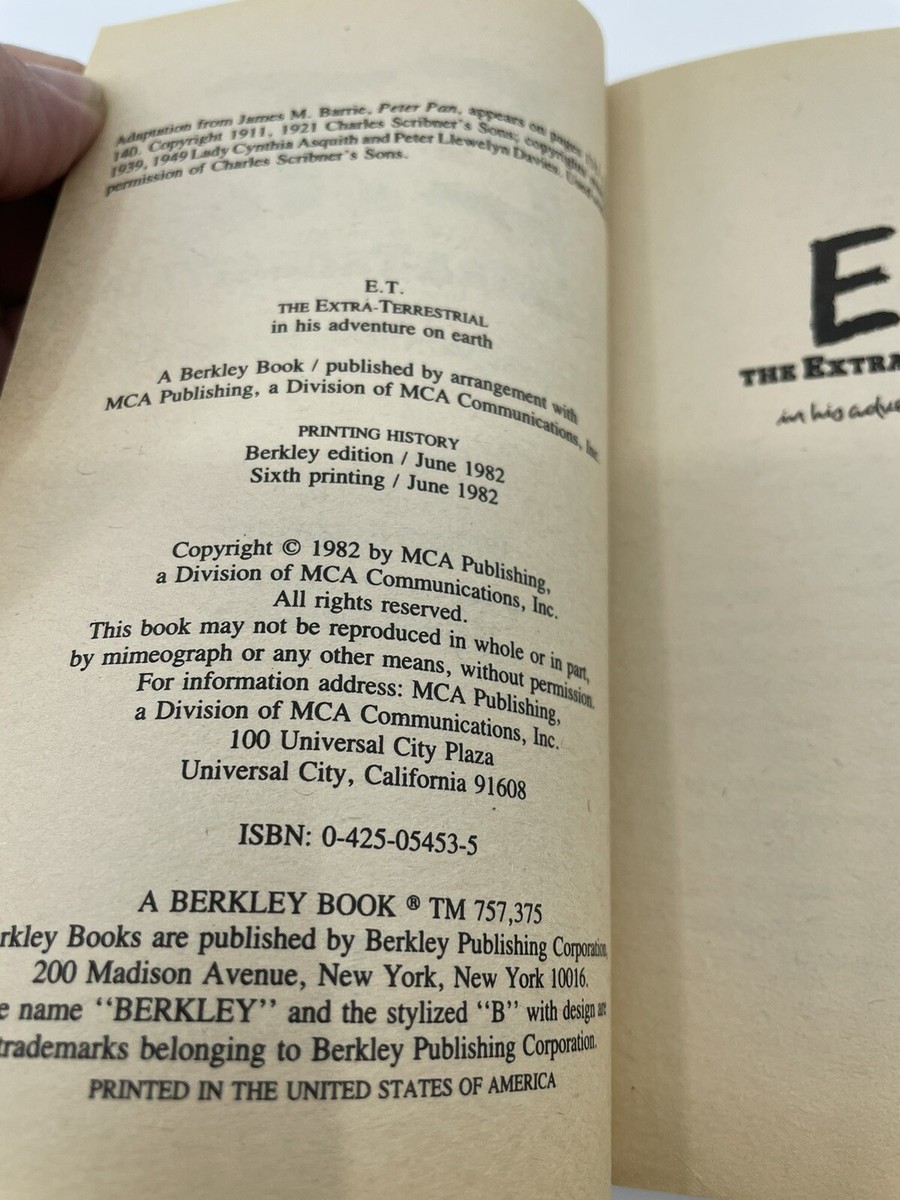 Adaptation from James M. Barrie, Peter Pan, appears on pages
140. Copyright 1911, 1921 Charles Scribner's Sons; copyright
1939, 1949 Lady Cynthia Asquith and Peter Llewelyn Davies. Used
permission of Charles Scribner's Sons.
E.T.
THE EXTRA-TERRESTRIAL
in his adventure on earth
A Berkley Book / published by arrangement with
MCA Publishing, a Division of MCA Communications, Inc.
PRINTING HISTORY
Berkley edition / June 1982
Sixth printing / June 1982
Copyright © 1982 by MCA Publishing,
a Division of MCA Communications, Inc.
All rights reserved.
This book may not be reproduced in whole or in part,
by mimeograph or any other means, without permission.
For information address: MCA Publishing,
a Division of MCA Communications, Inc.
100 Universal City Plaza
Universal City, California 91608
ISBN: 0-425-05453-5
A BERKLEY BOOK ® TM 757,375
rkley Books are published by Berkley Publishing Corporation,
200 Madison Avenue, New York, New York 10016.
e name "BERKLEY" and the stylized "B" with design are
trademarks belonging to Berkley Publishing Corporation.
PRINTED IN THE UNITED STATES OF AMERICA
E
THE EXTRA
in his adve